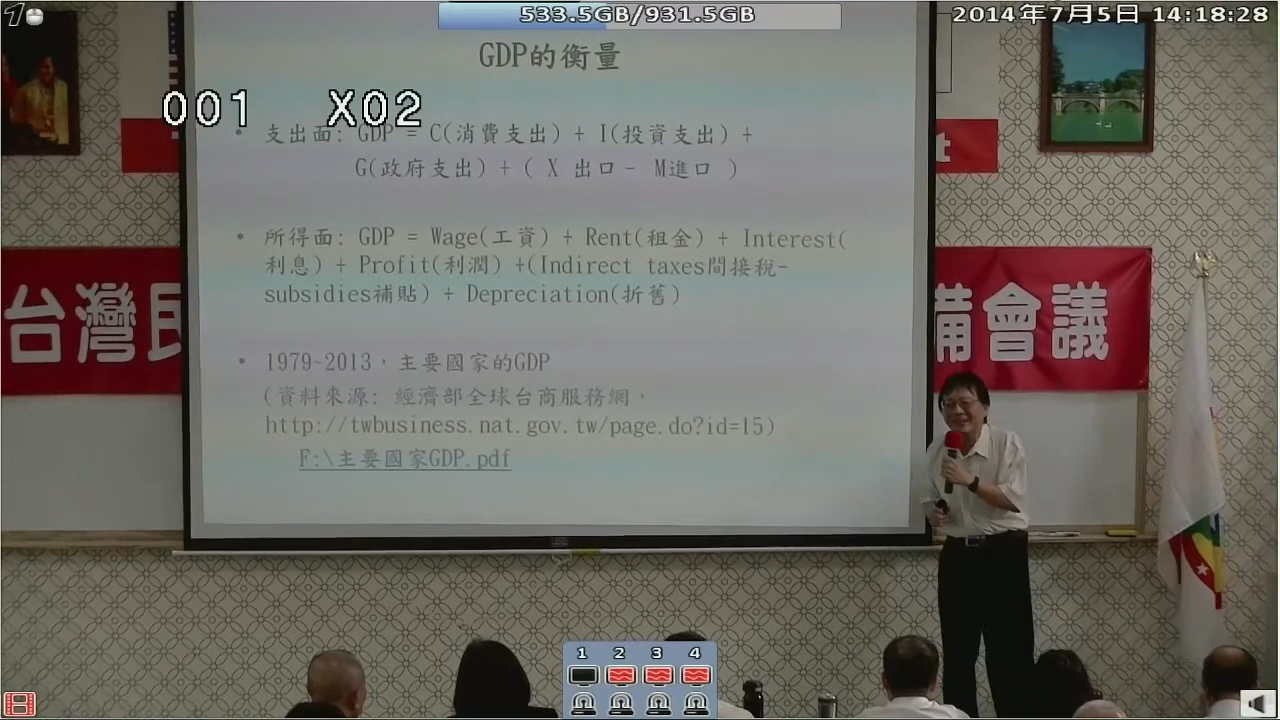 533.5GB/931.5GB
2014年7月5日 14:18:28
GDP的衡量
001 X02
• 支出面: GDP = C(消費支出) + I(投資支出) +
G(政府支出) + ( X 出口 - M進口 )
• 所得面: GDP = Wage(工資) + Rent(租金) + Interest(
利息) + Profit(利潤) +(Indirect taxes間接稅-
subsidies補貼) + Depreciation(折舊)
• 1979~2013，主要國家的GDP
(資料來源: 經濟部全球台商服務網，
http://twbusiness.nat.gov.tw/page.do?id=15)
F:\主要國家GDP.pdf
t
台灣民
備會議
1 2 3 4